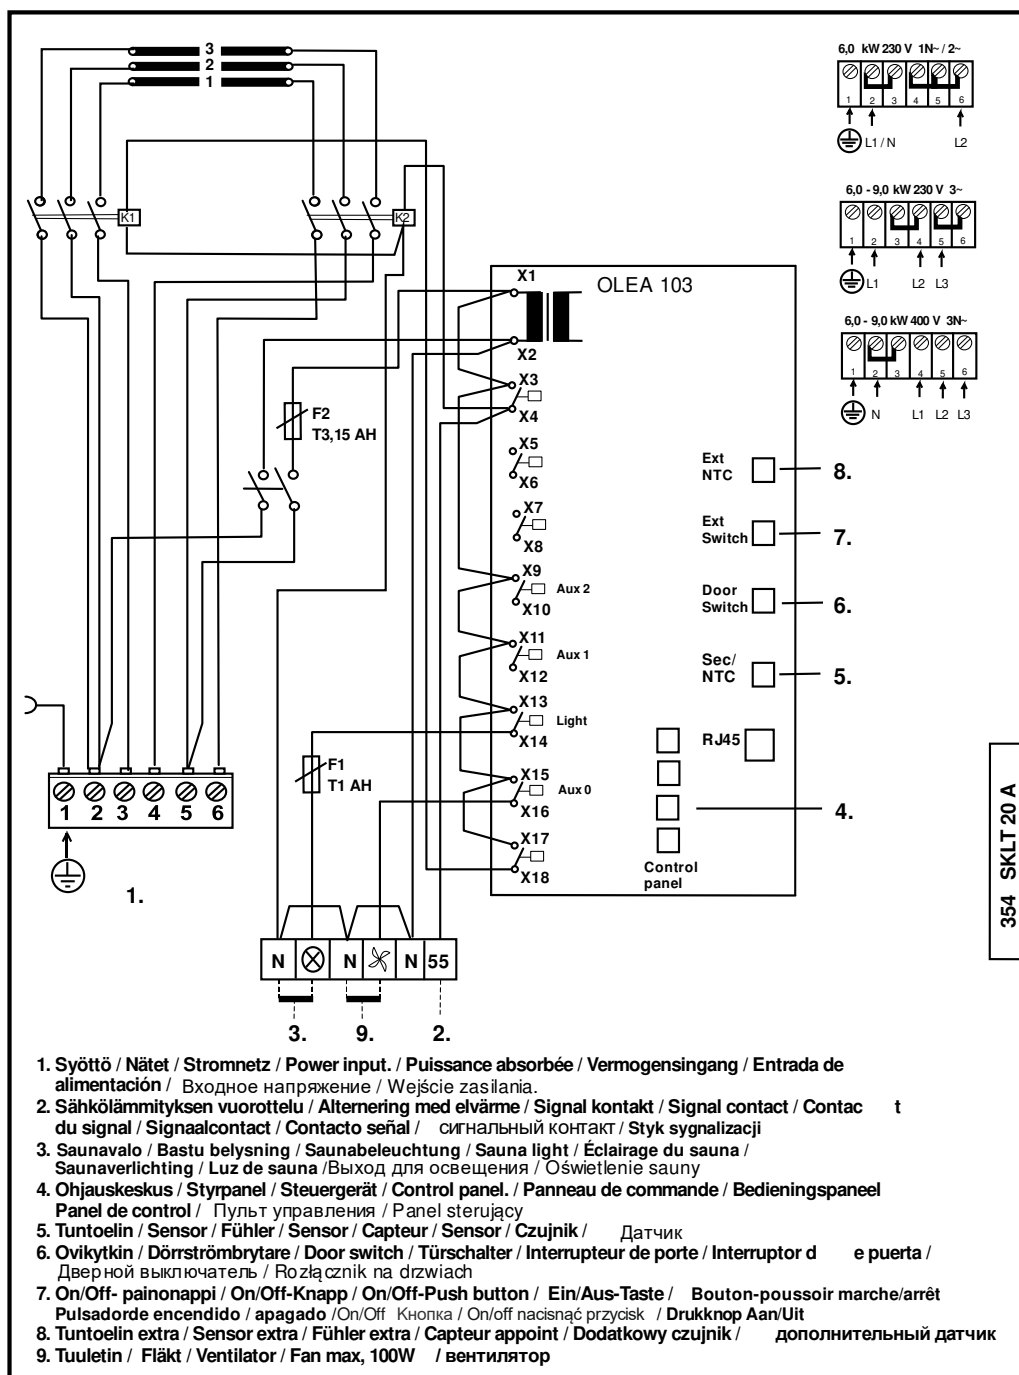 3
2
1
K1
K2
6,0 kW 230 V 1N~ / 2~
1 2 3 4 5 6
L1 / N L2
6,0 - 9,0 kW 230 V 3~
1 2 3 4 5 6
L1 L2 L3
6,0 - 9,0 kW 400 V 3N~
1 2 3 4 5 6
N L1 L2 L3
OLEA 103
X1
X2
X3
X4
X5
X6
X7
X8
X9
Aux 2
X10
X11
Aux 1
X12
X13
Light
X14
X15
Aux 0
X16
X17
X18
F2
T3,15 AH
F1
T1 AH
Ext
NTC
8.
Ext
Switch
7.
Door
Switch
6.
Sec/
NTC
5.
RJ45
4.
Control
panel
354 SKLT 20 A
1 2 3 4 5 6
1.
N N N 55
3. 9. 2.
1. Syöttö / Nätet / Stromnetz / Power input. / Puissance absorbée / Vermogensingang / Entrada de
alimentación / Входное напряжение / Wejście zasilania.
2. Sähkölämmityksen vuorottelu / Alternering med elvärme / Signal kontakt / Signal contact / Contac t
du signal / Signaalcontact / Contacto señal / сигнальный контакт / Styk sygnalizacji
3. Saunavalo / Bastu belysning / Saunabeleuchtung / Sauna light / Éclairage du sauna /
Saunaverlichting / Luz de sauna /Выход для освещения / Oświetlenie sauny
4. Ohjauskeskus / Styrpanel / Steuergerät / Control panel. / Panneau de commande / Bedieningspaneel
Panel de control / Пульт управления / Panel sterujący
5. Tuntoelin / Sensor / Fühler / Sensor / Capteur / Sensor / Czujnik / Датчик
6. Ovikytkin / Dörrströmbrytare / Door switch / Türschalter / Interrupteur de porte / Interruptor d e puerta /
Дверной выключатель / Rozłącznik na drzwiach
7. On/Off- painonappi / On/Off-Knapp / On/Off-Push button / Ein/Aus-Taste / Bouton-poussoir marche/arrêt
Pulsadorde encendido / apagado /On/Off Кнопка / On/off nacisnąć przycisk / Drukknop Aan/Uit
8. Tuntoelin extra / Sensor extra / Fühler extra / Capteur appoint / Dodatkowy czujnik / дополнительный датчик
9. Tuuletin / Fläkt / Ventilator / Fan max, 100W / вентилятор